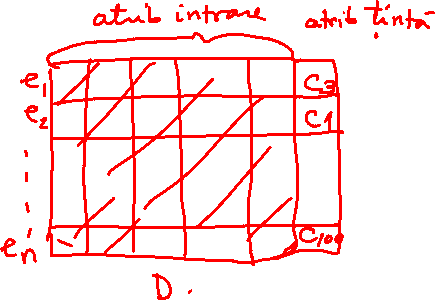 atrib intrare atrib țintă
e1 C3
e2 C1
en C100
D.